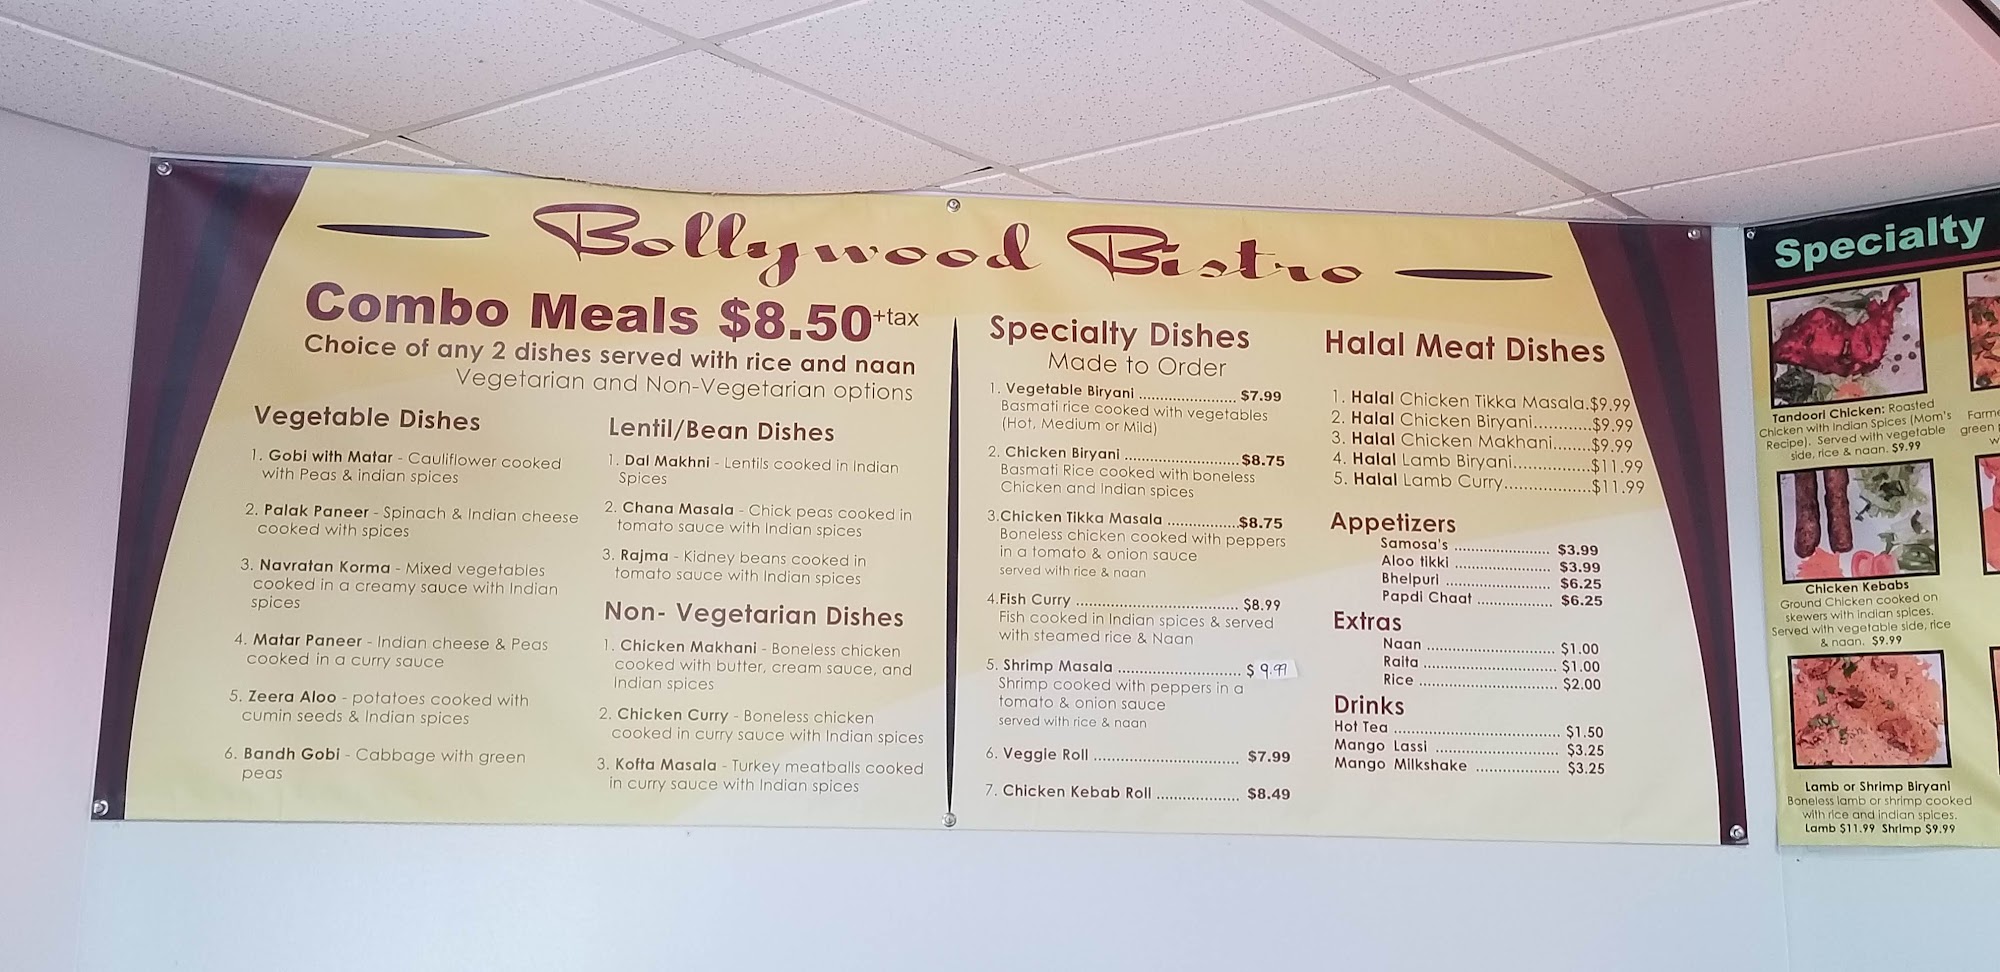 Bollywood Bistro
Combo Meals $8.50+tax
Choice of any 2 dishes served with rice and naan
Vegetarian and Non-Vegetarian options
Vegetable Dishes
1. Gobi with Matar - Cauliflower cooked
with Peas & indian spices
2. Palak Paneer - Spinach & Indian cheese
cooked with spices
3. Navratan Korma - Mixed vegetables
cooked in a creamy sauce with Indian
spices
4. Matar Paneer - Indian cheese & Peas
cooked in a curry sauce
5. Zeera Aloo - potatoes cooked with
cumin seeds & Indian spices
6. Bandh Gobi - Cabbage with green
peas
Lentil/Bean Dishes
1. Dal Makhni - Lentils cooked in Indian
Spices
2. Chana Masala - Chick peas cooked in
tomato sauce with Indian spices
3. Rajma - Kidney beans cooked in
tomato sauce with Indian spices
Non- Vegetarian Dishes
1. Chicken Makhani - Boneless chicken
cooked with butter, cream sauce, and
Indian spices
2. Chicken Curry - Boneless chicken
cooked in curry sauce with Indian spices
3. Kofta Masala - Turkey meatballs cooked
in curry sauce with Indian spices
Specialty Dishes
Made to Order
1. Vegetable Biryani ...................... $7.99
Basmati rice cooked with vegetables
(Hot, Medium or Mild)
2. Chicken Biryani .......................... $8.75
Basmati Rice cooked with boneless
Chicken and Indian spices
3.Chicken Tikka Masala ................$8.75
Boneless chicken cooked with peppers
in a tomato & onion sauce
served with rice & naan
4.Fish Curry ..................................... $8.99
Fish cooked in Indian spices & served
with steamed rice & Naan
5. Shrimp Masala ............................ $ 9.99
Shrimp cooked with peppers in a
tomato & onion sauce
served with rice & naan
6. Veggie Roll ................................. $7.99
7. Chicken Kebab Roll ................... $8.49
Halal Meat Dishes
1. Halal Chicken Tikka Masala.$9.99
2. Halal Chicken Biryani............$9.99
3. Halal Chicken Makhani.......$9.99
4. Halal Lamb Biryani...............$11.99
5. Halal Lamb Curry.................$11.99
Appetizers
Samosa's ...................... $3.99
Aloo tikki ...................... $3.99
Bhelpuri ........................ $6.25
Papdi Chaat ................. $6.25
Extras
Naan ............................. $1.00
Raita .............................. $1.00
Rice ................................ $2.00
Drinks
Hot Tea ....................................... $1.50
Mango Lassi ............................ $3.25
Mango Milkshake ................... $3.25
Specialty
Tandoori Chicken: Roasted
Chicken with Indian Spices (Mom's
Recipe). Served with vegetable
side, rice & naan. $9.99
Chicken Kebabs
Ground Chicken cooked on
skewers with indian spices.
Served with vegetable side, rice
& naan. $9.99
Lamb or Shrimp Biryani
Boneless lamb or shrimp cooked
with rice and indian spices.
Lamb $11.99 Shrimp $9.99
green